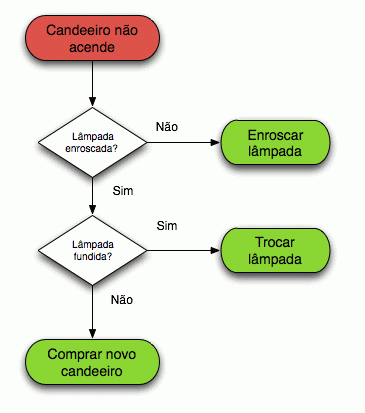 Candeeiro não
acende
Lâmpada
enroscada?
Não
Enroscar
lâmpada
Sim
Lâmpada
fundida?
Sim
Trocar
lâmpada
Não
Comprar novo
candeeiro